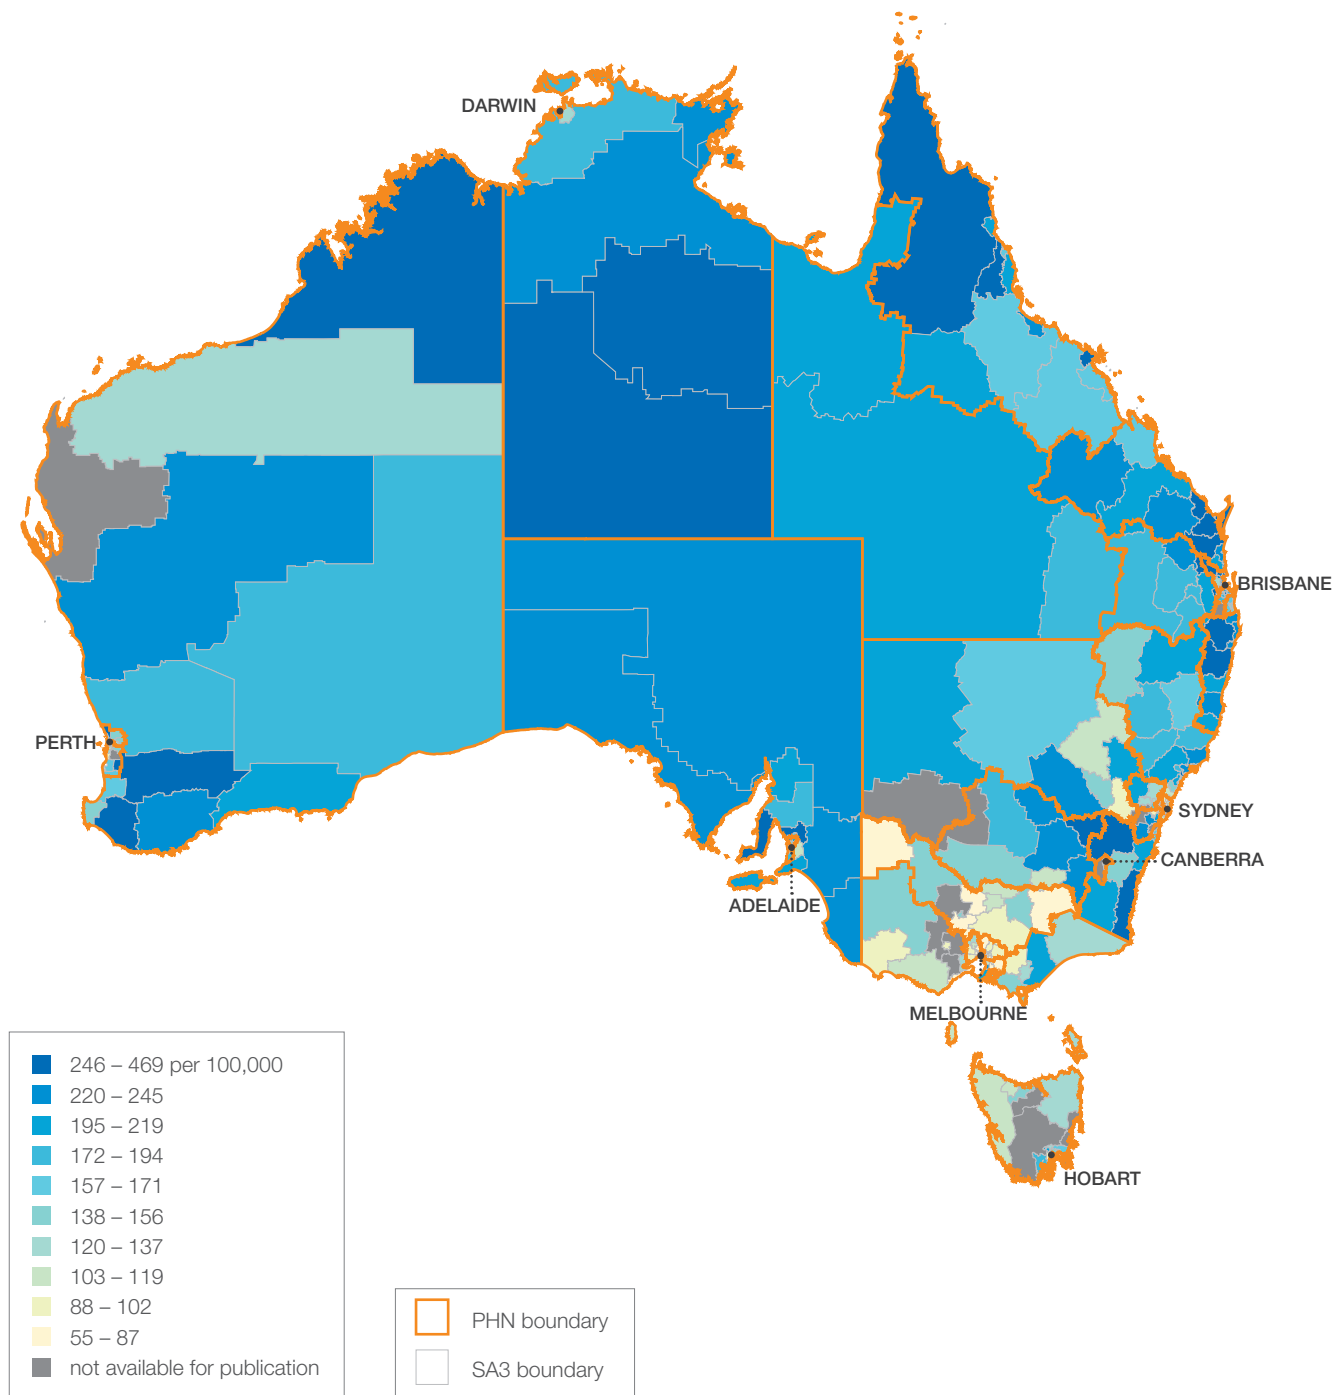 DARWIN
BRISBANE
PERTH
SYDNEY
CANBERRA
ADELAIDE
MELBOURNE
HOBART
246 – 469 per 100,000
220 – 245
195 – 219
172 – 194
157 – 171
138 – 156
120 – 137
103 – 119
88 – 102
55 – 87
not available for publication
PHN boundary
SA3 boundary